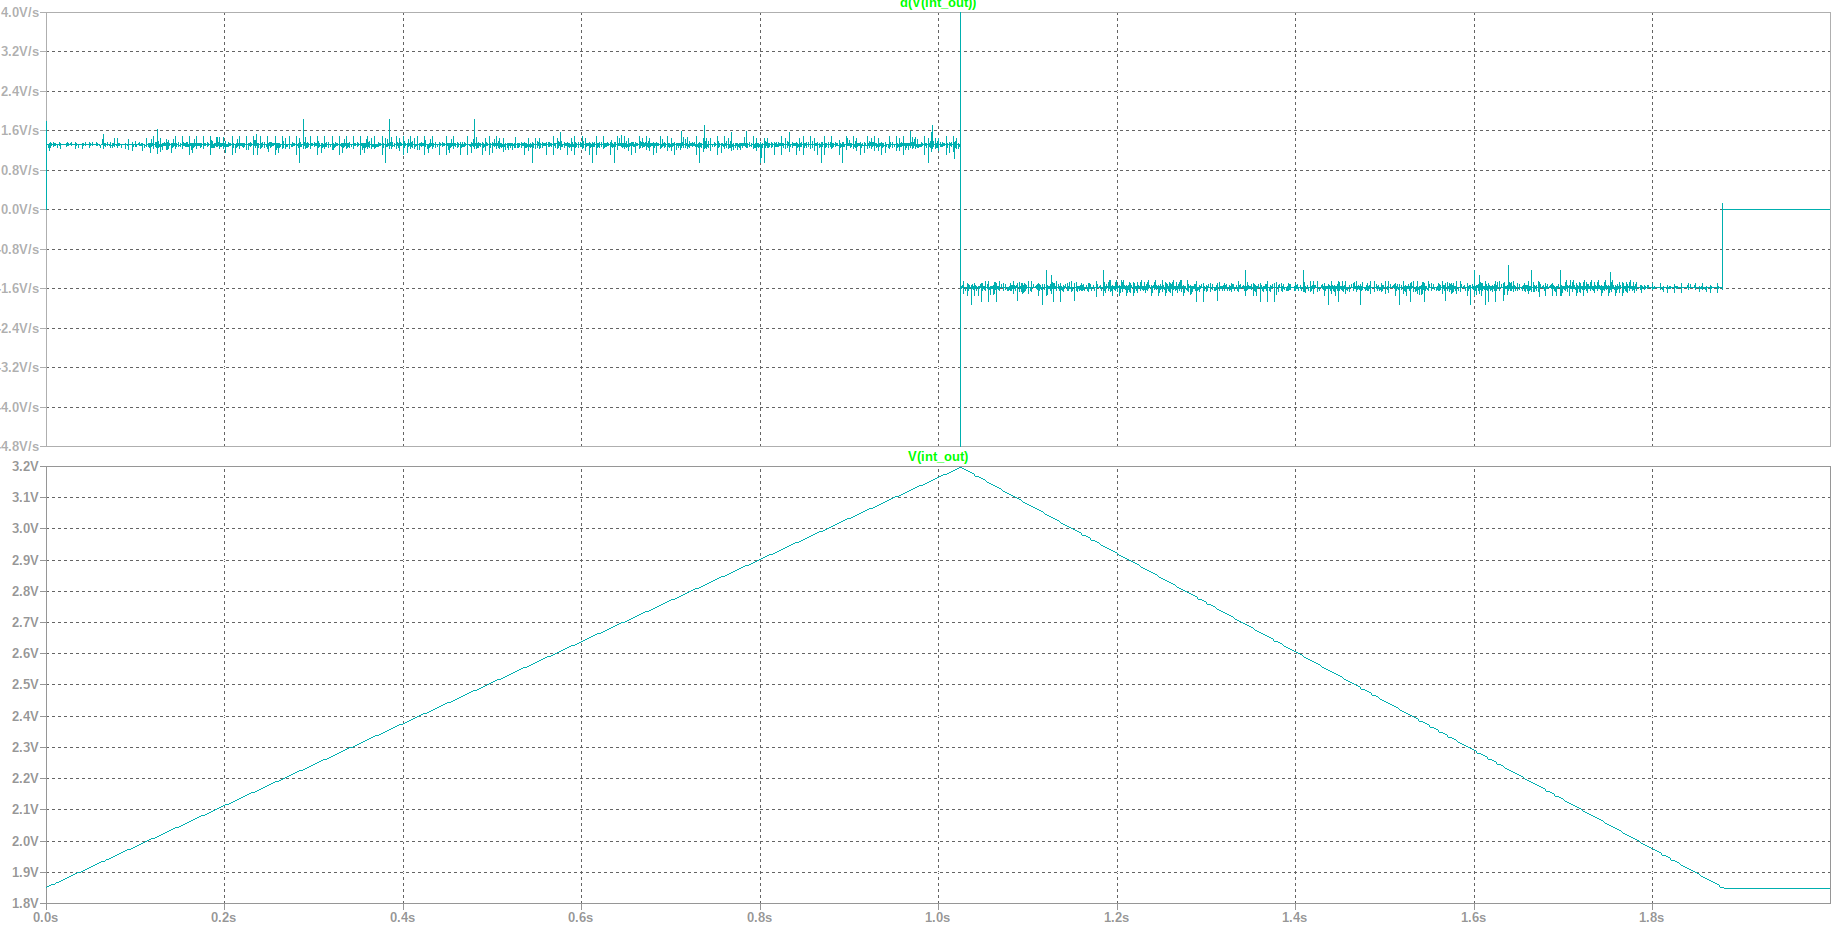 d(V(int_out))
4.0V/s
3.2V/s
2.4V/s
1.6V/s
0.8V/s
0.0V/s
-0.8V/s
-1.6V/s
-2.4V/s
-3.2V/s
-4.0V/s
-4.8V/s
V(int_out)
3.2V
3.1V
3.0V
2.9V
2.8V
2.7V
2.6V
2.5V
2.4V
2.3V
2.2V
2.1V
2.0V
1.9V
1.8V
0.0s 0.2s 0.4s 0.6s 0.8s 1.0s 1.2s 1.4s 1.6s 1.8s